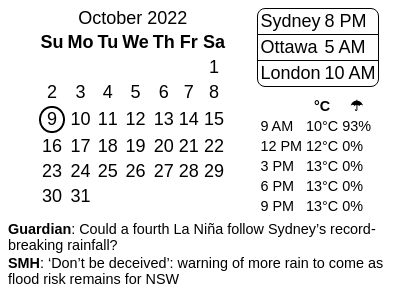 October 2022
Su Mo Tu We Th Fr Sa
1
2 3 4 5 6 7 8
9 10 11 12 13 14 15
16 17 18 19 20 21 22
23 24 25 26 27 28 29
30 31
Sydney 8 PM
Ottawa 5 AM
London 10 AM
°C ☂
9 AM 10°C 93%
12 PM 12°C 0%
3 PM 13°C 0%
6 PM 13°C 0%
9 PM 13°C 0%
Guardian: Could a fourth La Niña follow Sydney’s record-
breaking rainfall?
SMH: ‘Don’t be deceived’: warning of more rain to come as
flood risk remains for NSW